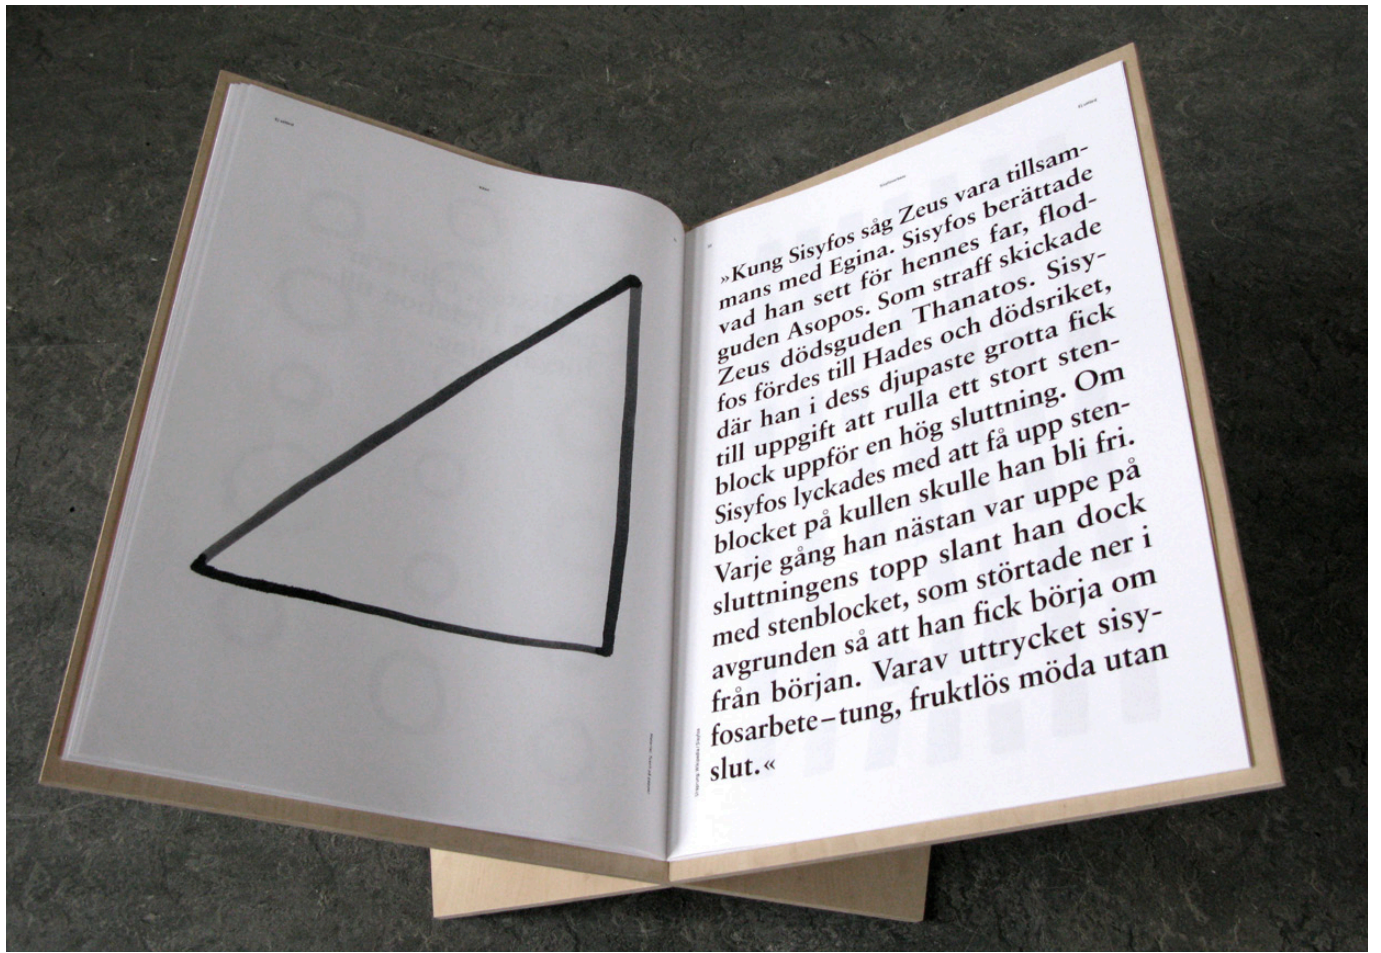 »Kung Sisyfos såg Zeus vara tillsam-
mans med Egina. Sisyfos berättade
vad han sett för hennes far, flod-
guden Asopos. Som straff skickade
Zeus dödsguden Thanatos. Sisy-
fos fördes till Hades och dödsriket,
där han i dess djupaste grotta fick
till uppgift att rulla ett stort sten-
block uppför en hög sluttning. Om
Sisyfos lyckades med att få upp sten-
blocket på kullen skulle han bli fri.
Varje gång han nästan var uppe på
sluttningens topp slant han dock
med stenblocket, som störtade ner i
avgrunden så att han fick börja om
från början. Varav uttrycket sisy-
fosarbete–tung, fruktlös möda utan
slut.«